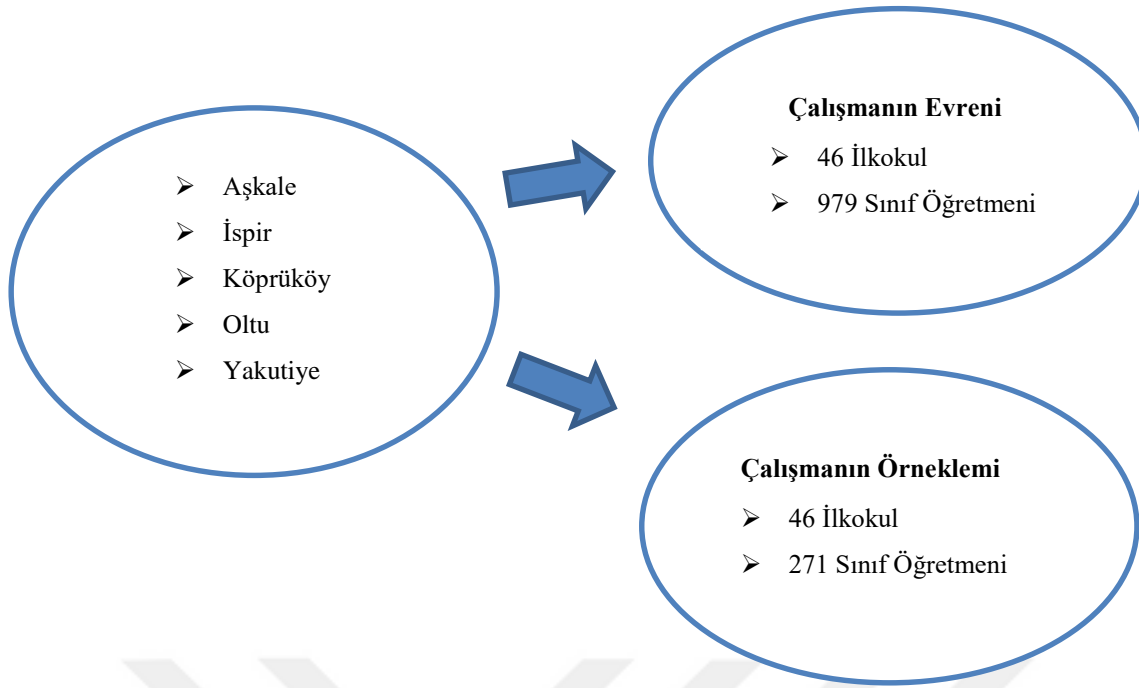 ➢ Aşkale
➢ İspir
➢ Köprüköy
➢ Oltu
➢ Yakutiye
Çalışmanın Evreni
➢ 46 İlkokul
➢ 979 Sınıf Öğretmeni
Çalışmanın Örneklemi
➢ 46 İlkokul
➢ 271 Sınıf Öğretmeni